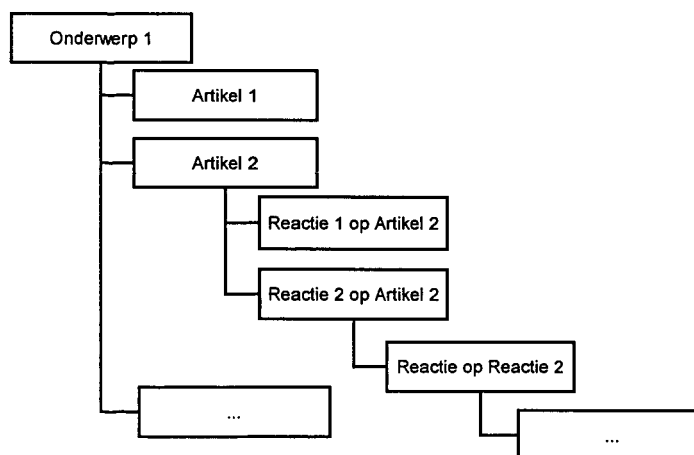 Onderwerp 1
Artikel 1
Artikel 2
Reactie 1 op Artikel 2
Reactie 2 op Artikel 2
Reactie op Reactie 2
...
...